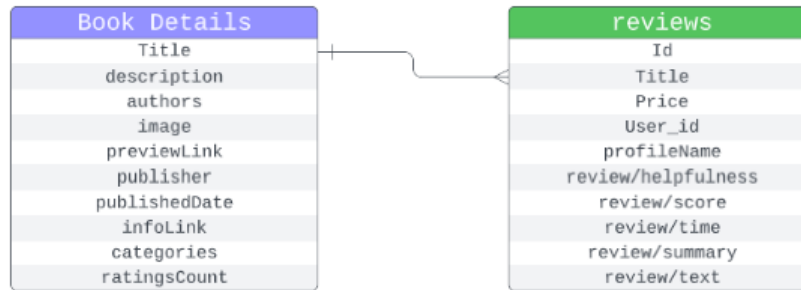 Book Details
Title
description
authors
image
previewLink
publisher
publishedDate
infoLink
categories
ratingsCount
reviews
Id
Title
Price
User_id
profileName
review/helpfulness
review/score
review/time
review/summary
review/text